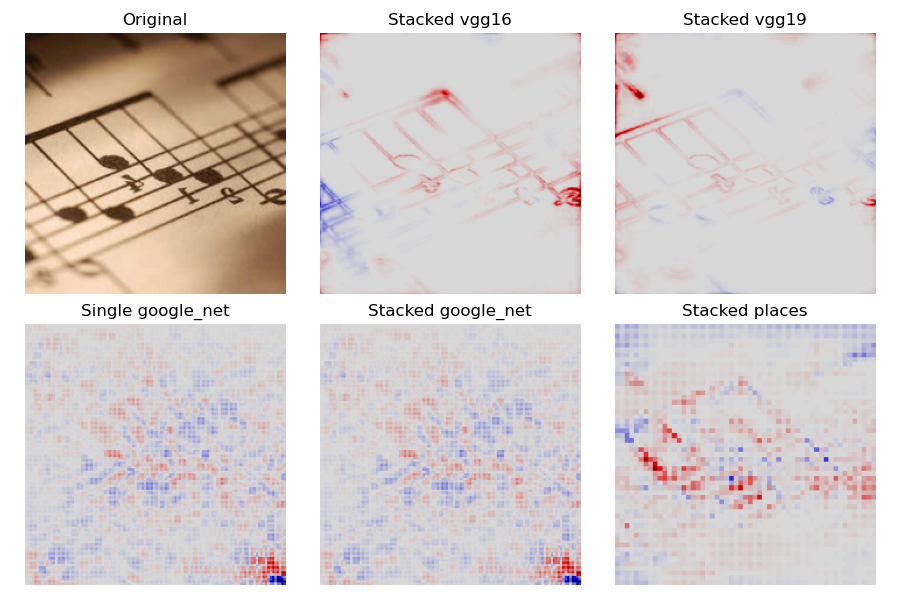 Original
Stacked vgg16
Stacked vgg19
Single google_net
Stacked google_net
Stacked places